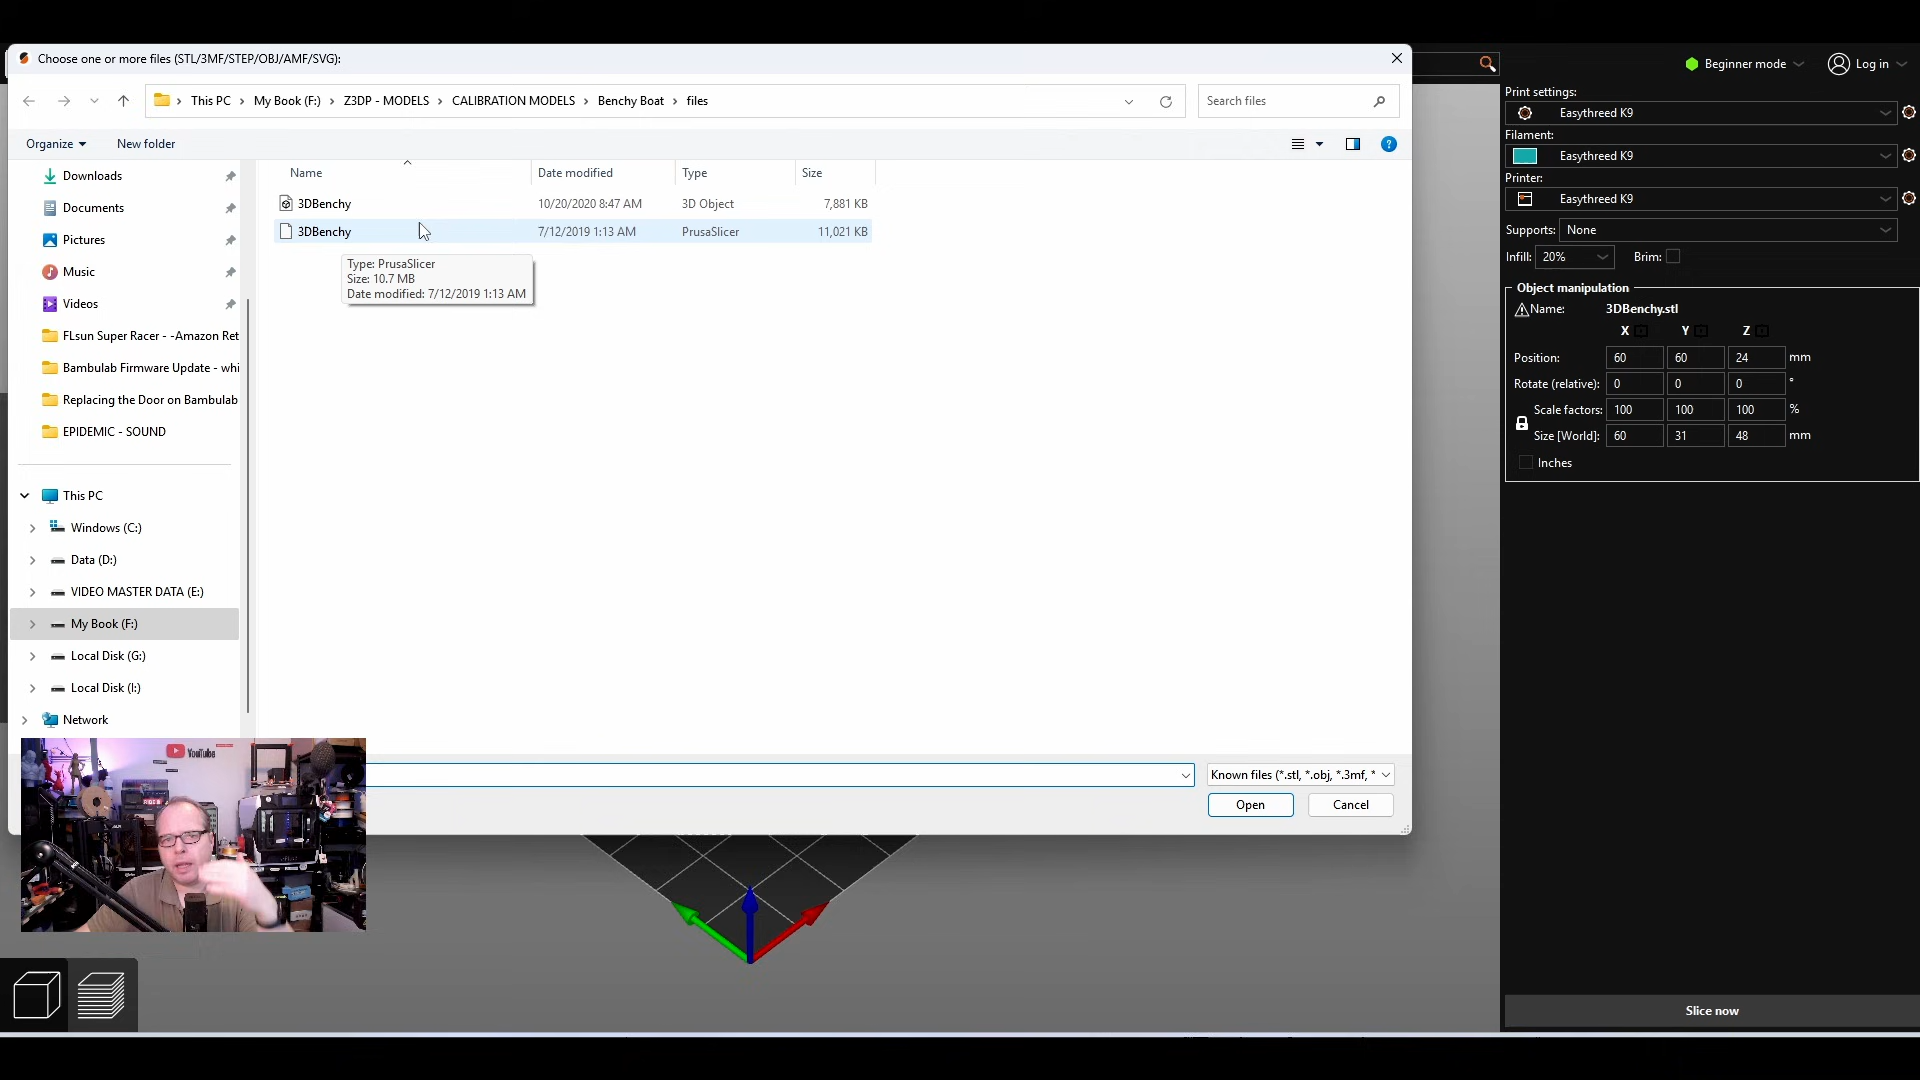 Choose one or more files (STL/3MF/STEP/OBJ/AMF/SVG):
Beginner mode
Log in
This PC > My Book (F:) > Z3DP - MODELS > CALIBRATION MODELS > Benchy Boat > files
Search files
Organize
New folder
Name Date modified Type Size
3DBenchy 10/20/2020 8:47 AM 3D Object 7,881 KB
3DBenchy 7/12/2019 1:13 AM PrusaSlicer 11,021 KB
Type: PrusaSlicer
Size: 10.7 MB
Date modified: 7/12/2019 1:13 AM
Downloads
Documents
Pictures
Music
Videos
FLsun Super Racer - -Amazon Ret
Bambulab Firmware Update - whi
Replacing the Door on Bambulab
EPIDEMIC - SOUND
This PC
Windows (C:)
Data (D:)
VIDEO MASTER DATA (E:)
My Book (F:)
Local Disk (G:)
Local Disk (I:)
Network
YouTube
Known files (*.stl, *.obj, *.3mf, *
Open
Cancel
Print settings:
Easythreed K9
Filament:
Easythreed K9
Printer:
Easythreed K9
Supports: None
Infill: 20% Brim:
Object manipulation
Name: 3DBenchy.stl
X Y Z
Position: 60 60 24 mm
Rotate (relative): 0 0 0 °
Scale factors: 100 100 100 %
Size [World]: 60 31 48 mm
Inches
Slice now